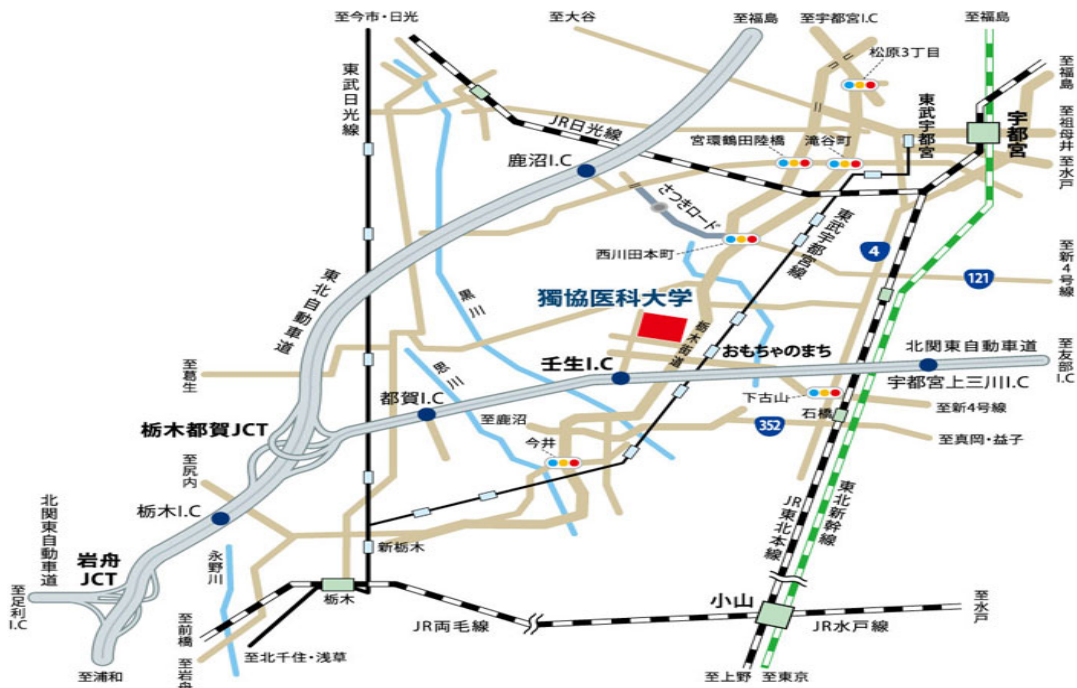 至今市・日光
至大谷
至福島
至宇都宮I.C
至福島
松原3丁目
至福島
東武日光線
JR日光線
東武宇都宮
宇都宮
至祖母井
宮環鶴田陸橋
滝谷町
至水戸
鹿沼I.C
さつきロード
東武宇都宮線
西川田本町
4
121
至新4号線
東北自動車道
黒川
獨協医科大学
栃木街道
おもちゃのまち
北関東自動車道
至友部I.C
至葛生
思川
壬生I.C
宇都宮上三川I.C
都賀I.C
下古山
石橋
至新4号線
至鹿沼
352
至真岡・益子
栃木都賀JCT
今井
至尻内
栃木I.C
北関東自動車道
永野川
新栃木
JR東北本線
東北新幹線
岩舟
JCT
至足利I.C
栃木
小山
至水戸
至前橋
JR両毛線
JR水戸線
至北千住・浅草
至岩舟
至浦和
至上野
至東京